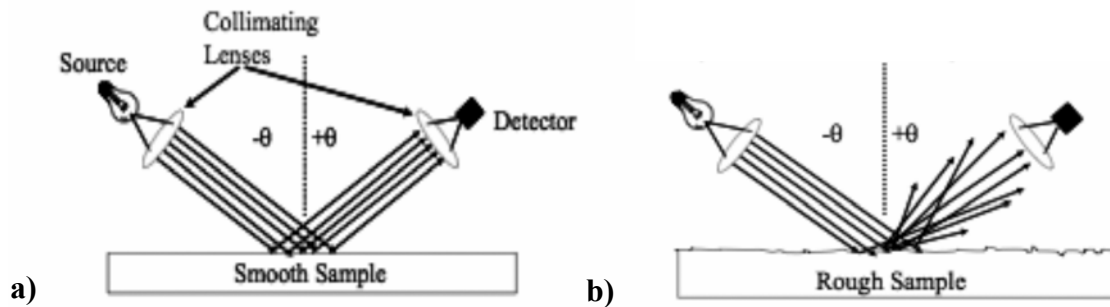 Collimating
Lenses
Source
-θ +θ
Detector
Smooth Sample
a)
-θ +θ
Rough Sample
b)